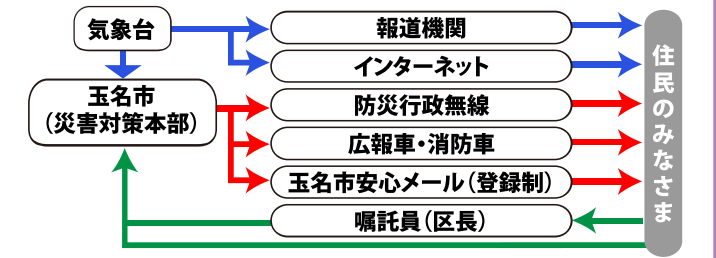 気象台
玉名市
（災害対策本部）
報道機関
インターネット
防災行政無線
広報車・消防車
玉名市安心メール（登録制）
嘱託員（区長）
住民のみなさま